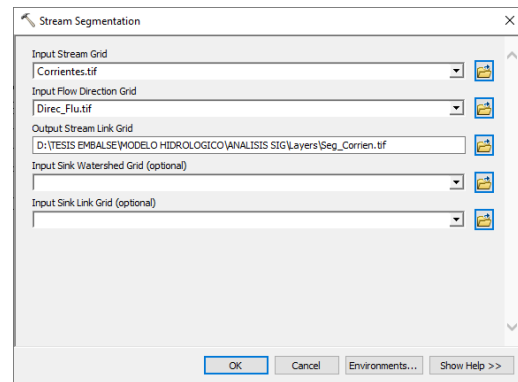 Stream Segmentation
Input Stream Grid
Corrientes.tif
Input Flow Direction Grid
Direc_Flu.tif
Output Stream Link Grid
D:\TESIS EMBALSE\MODELO HIDROLOGICO\ANALISIS SIG\Layers\Seg_Corrien.tif
Input Sink Watershed Grid (optional)
Input Sink Link Grid (optional)
OK Cancel Environments... Show Help >>